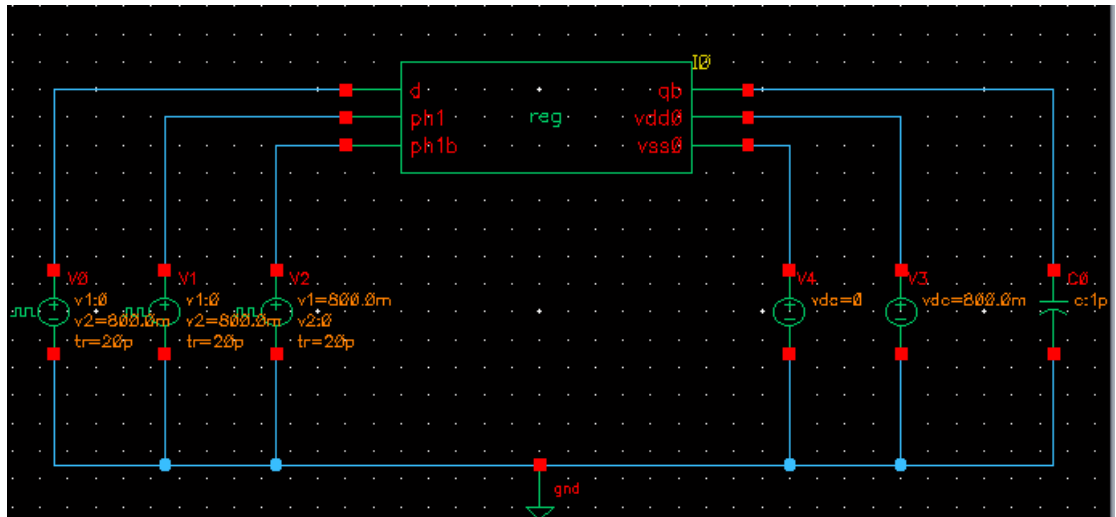 I0
d qb
ph1 reg vdd0
ph1b vss0
V0 V1 V2 V4 V3 C0
v1:0 v1:0 v1=800.0m vdc=0 vdc=800.0m c:1p
v2=800.0m v2=800.0m v2:0
tr=20p tr=20p tr=20p
gnd